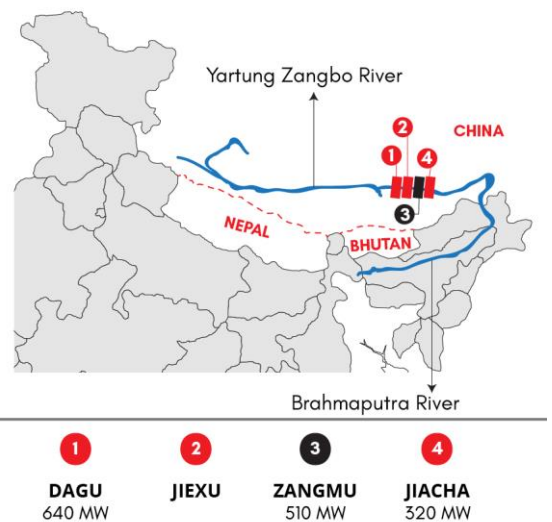 Yartung Zangbo River
2
CHINA
1
4
3
NEPAL
BHUTAN
Brahmaputra River
1
2
3
4
DAGU
JIEXU
ZANGMU
JIACHA
640 MW
510 MW
320 MW